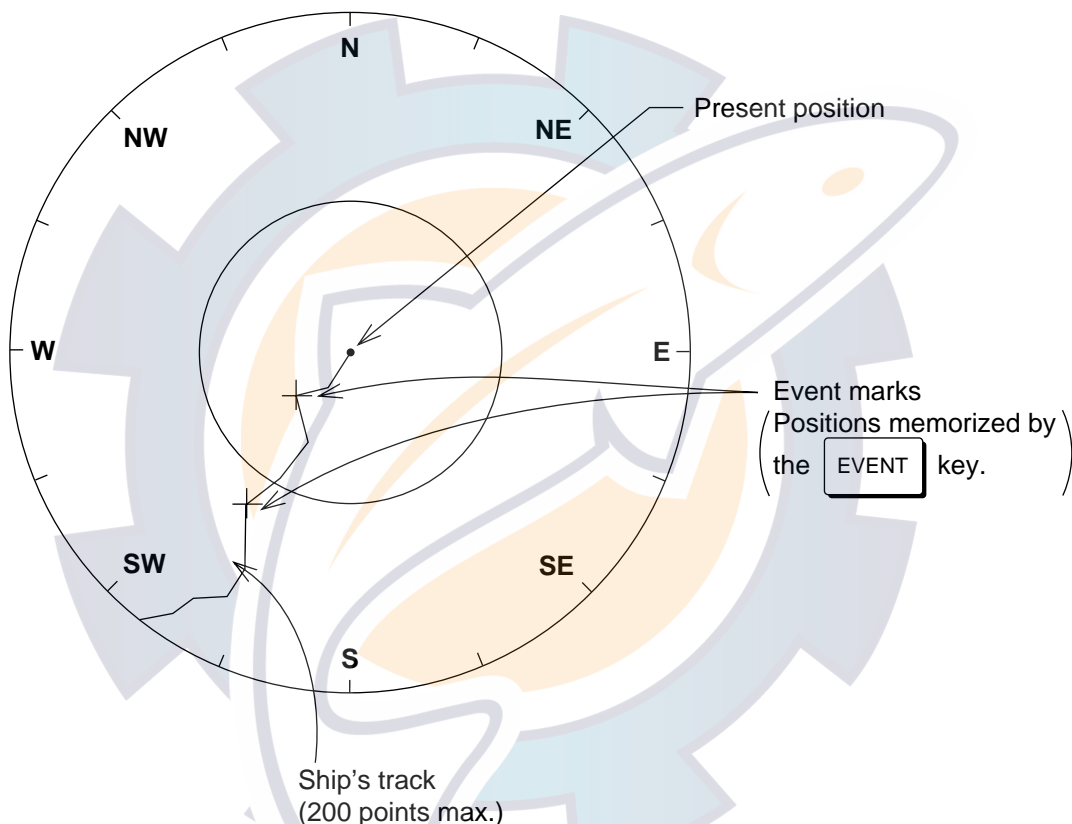 N
NW
NE
Present position
W
E
Event marks
(Positions memorized by
the EVENT key.)
SW
SE
S
Ship's track
(200 points max.)